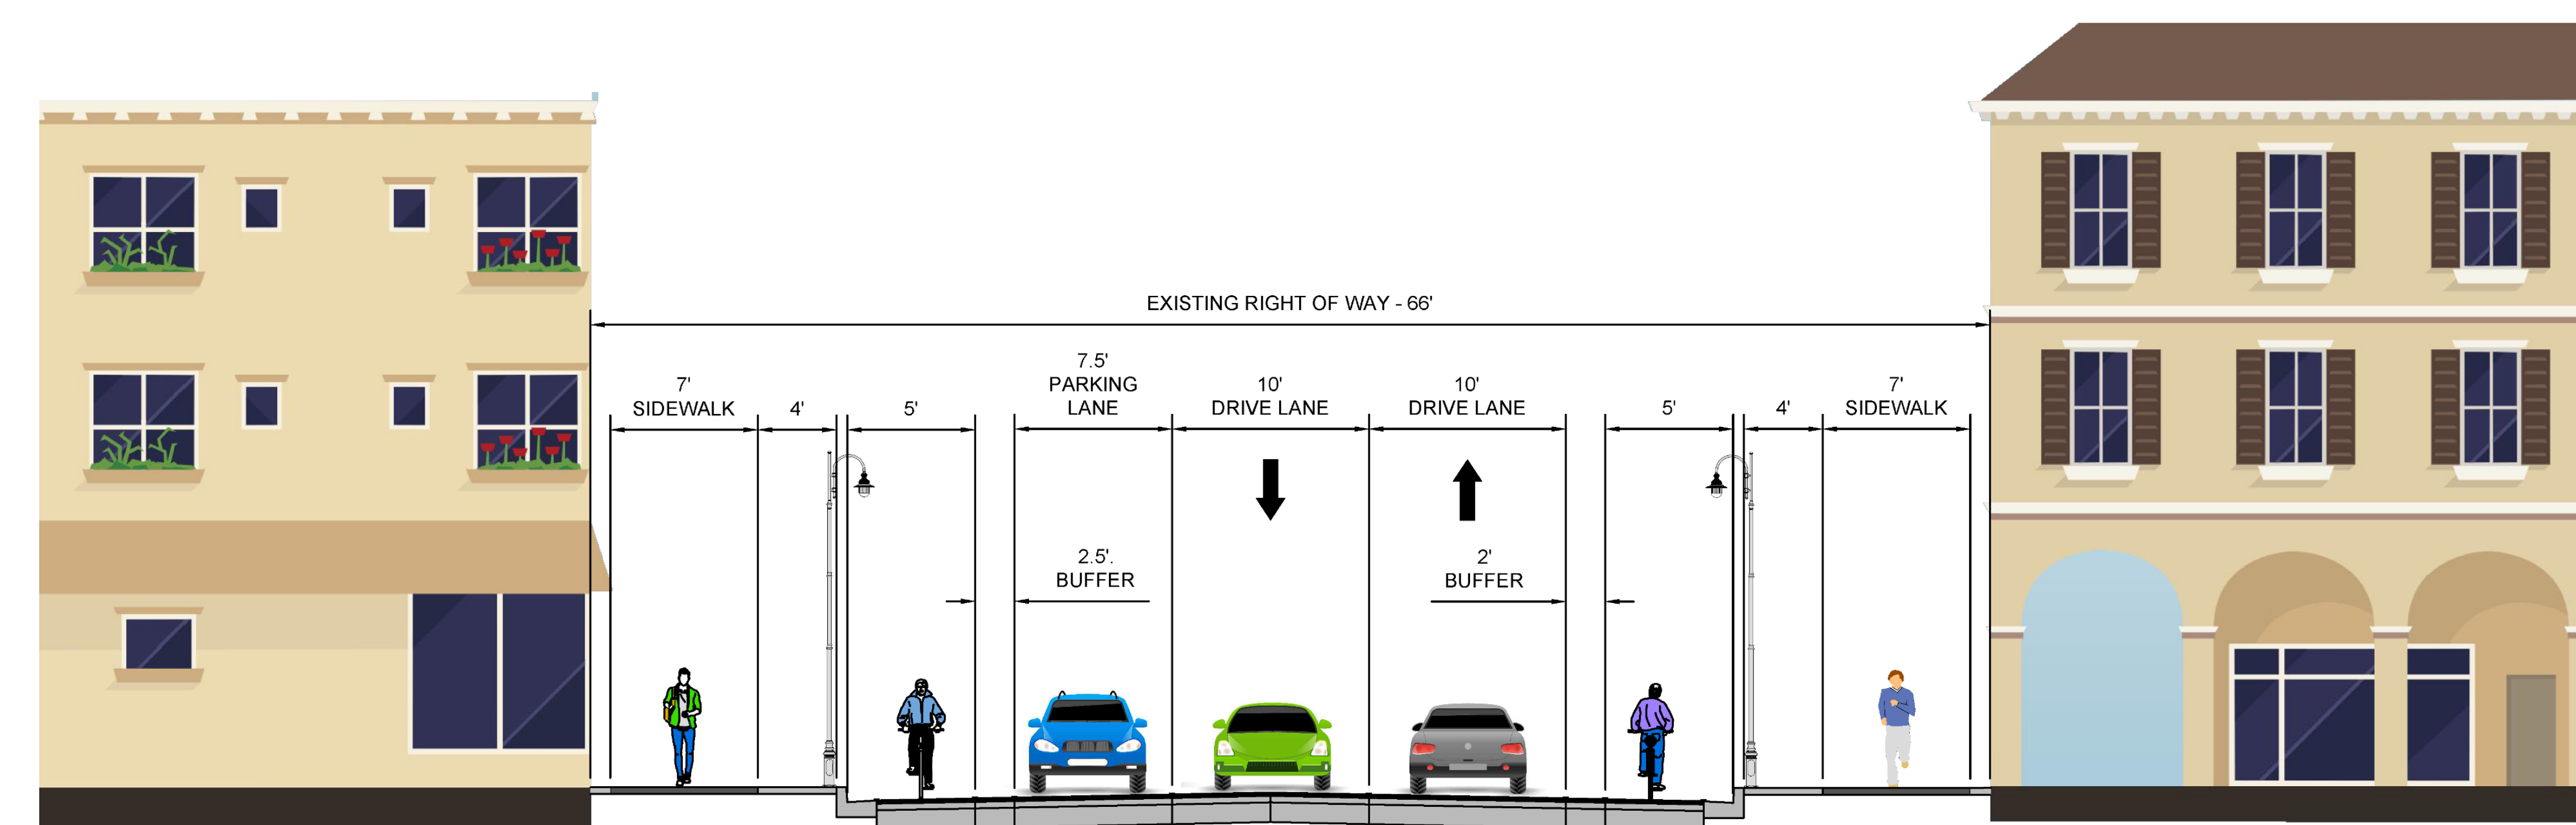 EXISTING RIGHT OF WAY - 66'
7'
SIDEWALK
4'
5'
7.5'
PARKING
LANE
10'
DRIVE LANE
10'
DRIVE LANE
5'
4'
7'
SIDEWALK
2.5'.
BUFFER
2'
BUFFER